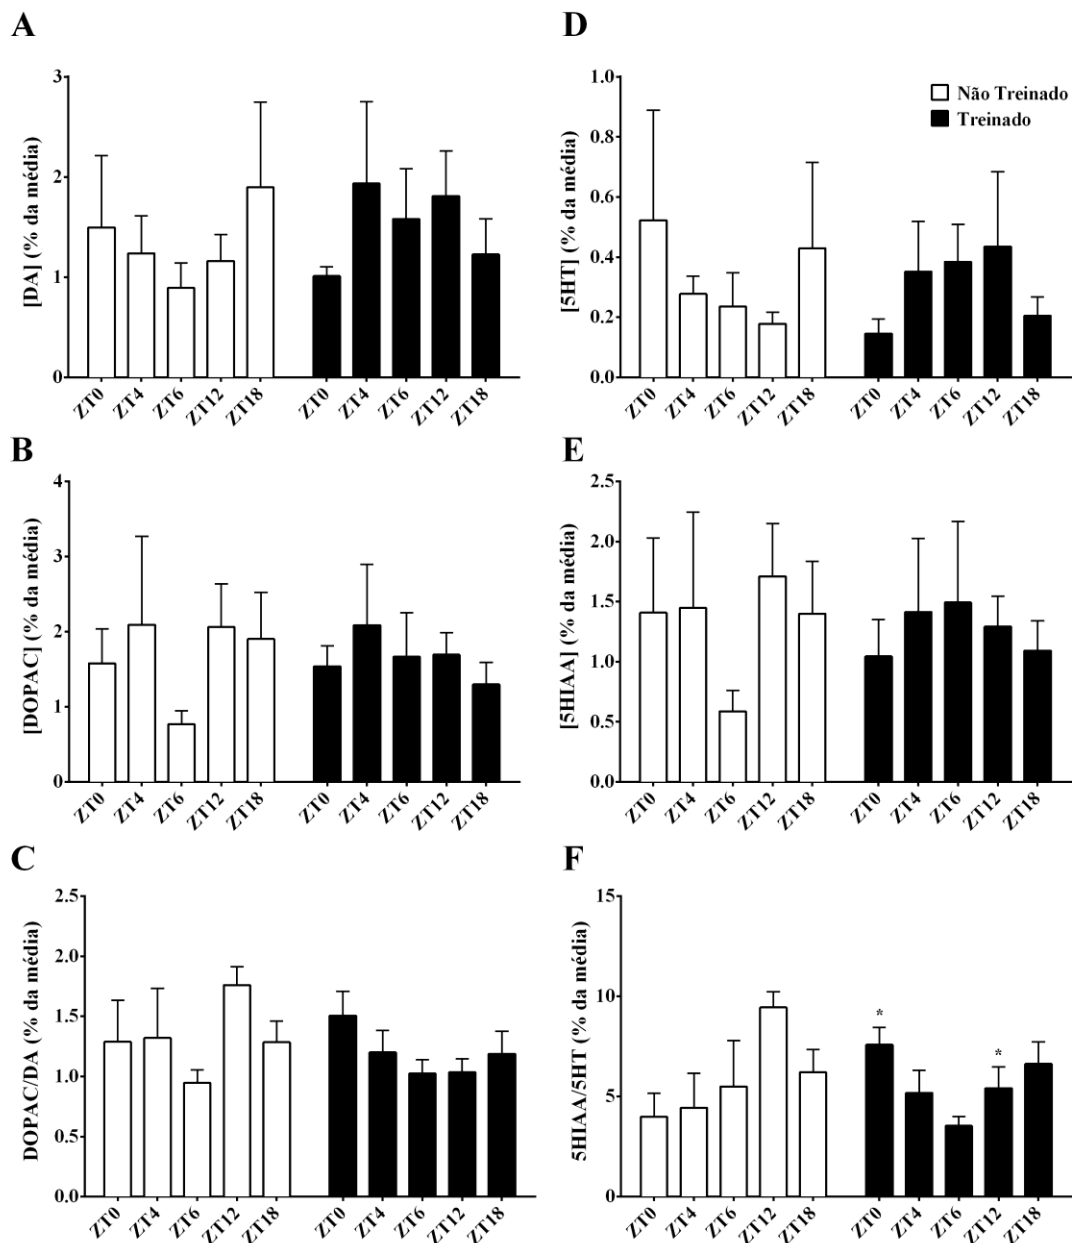 A
[DA] (% da média)
3
2
1
0
ZT0 ZT4 ZT6 ZT12 ZT18 ZT0 ZT4 ZT6 ZT12 ZT18
D
[5HT] (% da média)
1.0
0.8
0.6
0.4
0.2
0.0
Não Treinado
Treinado
ZT0 ZT4 ZT6 ZT12 ZT18 ZT0 ZT4 ZT6 ZT12 ZT18
B
[DOPAC] (% da média)
4
3
2
1
0
ZT0 ZT4 ZT6 ZT12 ZT18 ZT0 ZT4 ZT6 ZT12 ZT18
E
[5HIAA] (% da média)
2.5
2.0
1.5
1.0
0.5
0.0
ZT0 ZT4 ZT6 ZT12 ZT18 ZT0 ZT4 ZT6 ZT12 ZT18
C
DOPAC/DA (% da média)
2.5
2.0
1.5
1.0
0.5
0.0
ZT0 ZT4 ZT6 ZT12 ZT18 ZT0 ZT4 ZT6 ZT12 ZT18
F
5HIAA/5HT (% da média)
15
10
5
0
* *
ZT0 ZT4 ZT6 ZT12 ZT18 ZT0 ZT4 ZT6 ZT12 ZT18